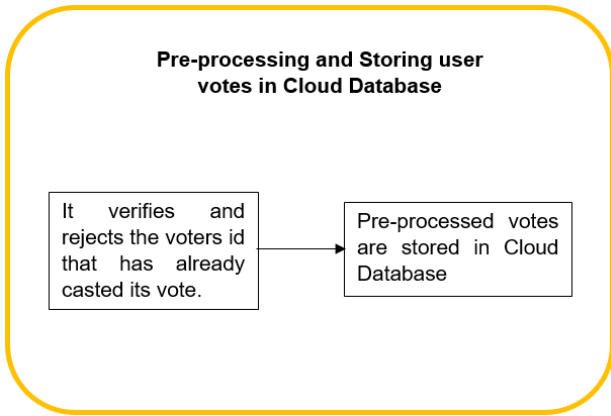 Pre-processing and Storing user
votes in Cloud Database
It verifies and
rejects the voters id
that has already
casted its vote.
Pre-processed votes
are stored in Cloud
Database